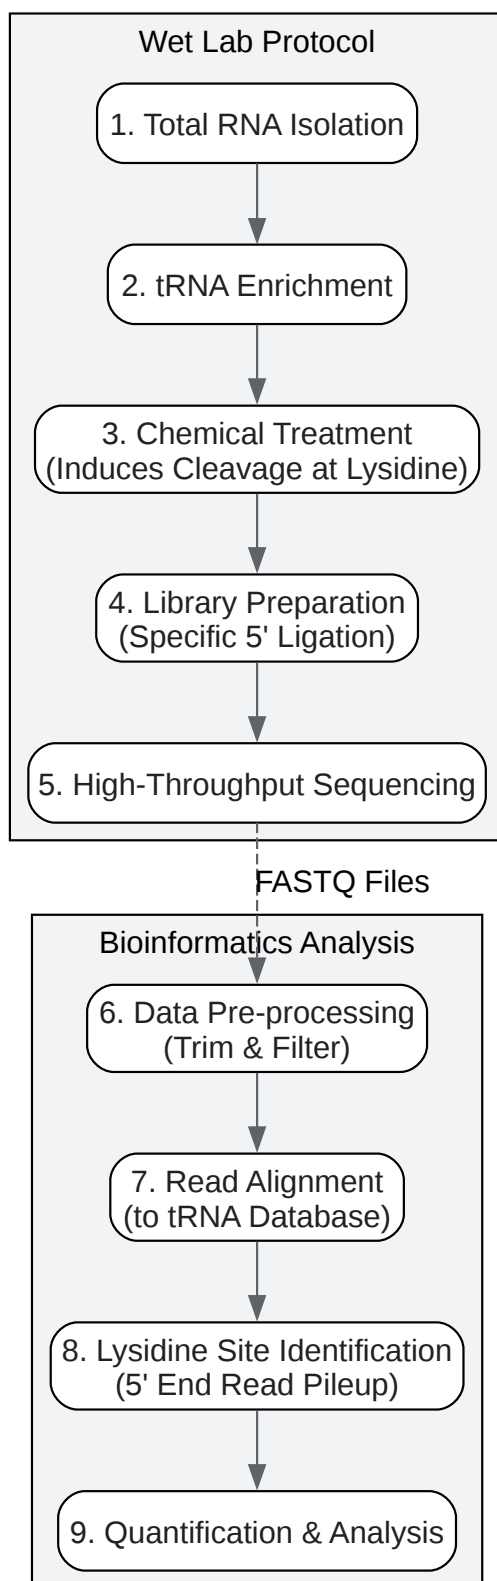 Wet Lab Protocol
1. Total RNA Isolation
2. tRNA Enrichment
3. Chemical Treatment
(Induces Cleavage at Lysidine)
4. Library Preparation
(Specific 5' Ligation)
5. High-Throughput Sequencing
FASTQ Files
Bioinformatics Analysis
6. Data Pre-processing
(Trim & Filter)
7. Read Alignment
(to tRNA Database)
8. Lysidine Site Identification
(5' End Read Pileup)
9. Quantification & Analysis